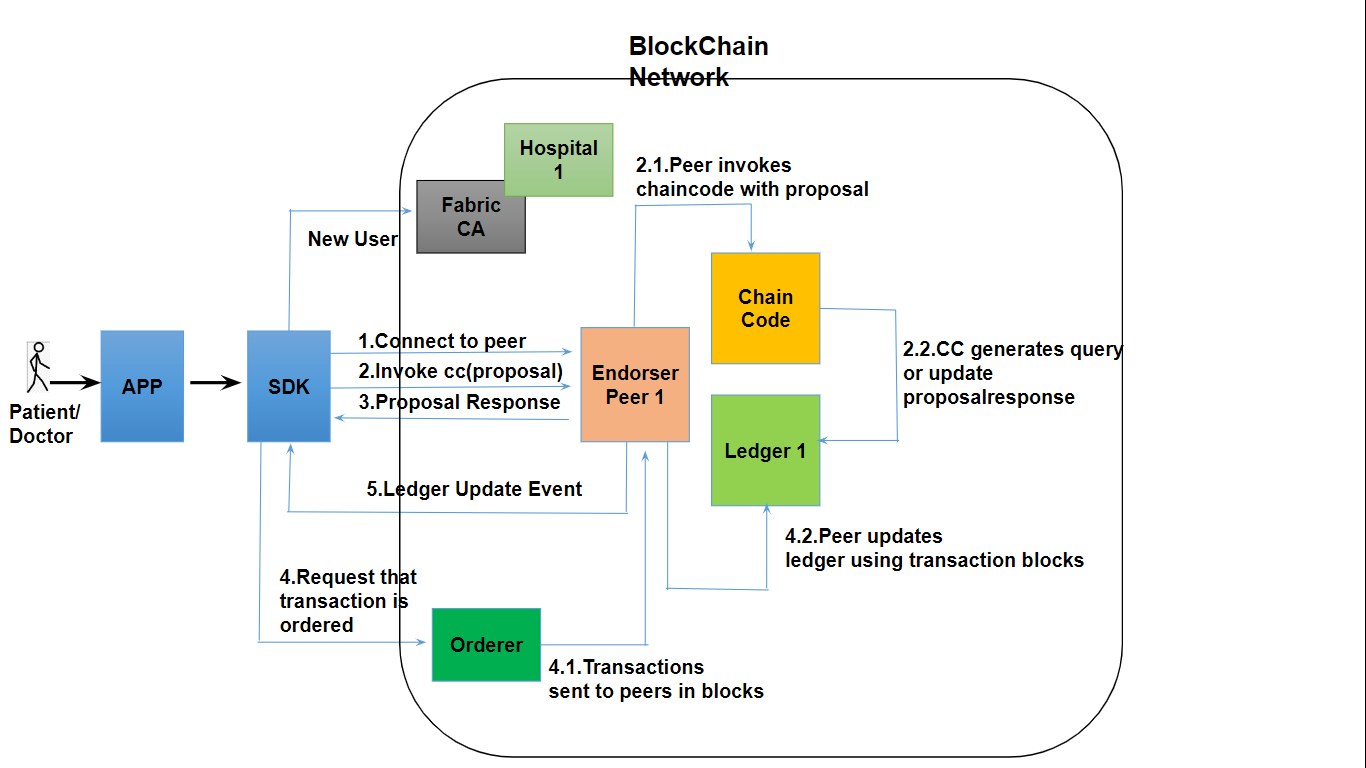 BlockChain
Network
Hospital
1
2.1.Peer invokes
chaincode with proposal
Fabric
CA
New User
Chain
Code
1.Connect to peer
2.Invoke cc(proposal)
3.Proposal Response
2.2.CC generates query
or update
proposalresponse
APP
SDK
Endorser
Peer 1
Patient/
Doctor
Ledger 1
5.Ledger Update Event
4.2.Peer updates
ledger using transaction blocks
4.Request that
transaction is
ordered
Orderer
4.1.Transactions
sent to peers in blocks